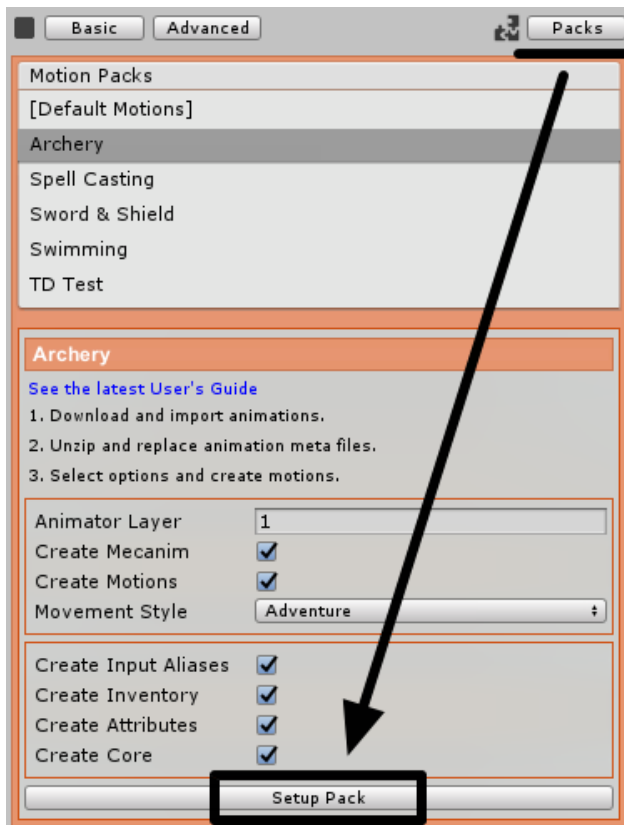 Basic Advanced Packs
Motion Packs
[Default Motions]
Archery
Spell Casting
Sword & Shield
Swimming
TD Test
Archery
See the latest User's Guide
1. Download and import animations.
2. Unzip and replace animation meta files.
3. Select options and create motions.
Animator Layer 1
Create Mecanim
Create Motions
Movement Style Adventure
Create Input Aliases
Create Inventory
Create Attributes
Create Core
Setup Pack